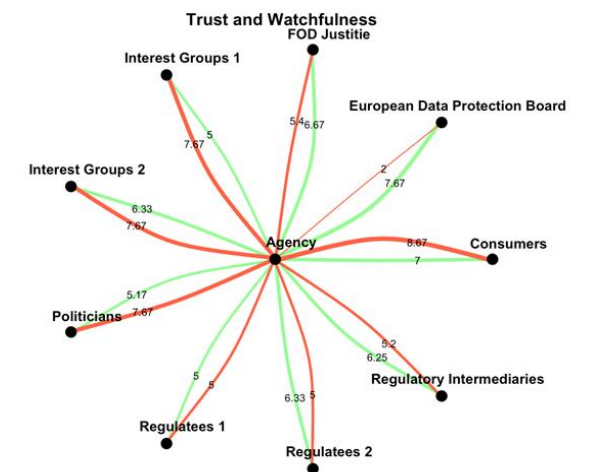 Trust and Watchfulness
FOD Justitie
Interest Groups 1
European Data Protection Board
5.4
6.67
5
7.67
2
7.67
Interest Groups 2
6.33
7.67
Agency
8.67
Consumers
7
5.17
7.67
Politicians
5.2
6.25
Regulatory Intermediaries
5
5
6.33
5
Regulatees 1
Regulatees 2